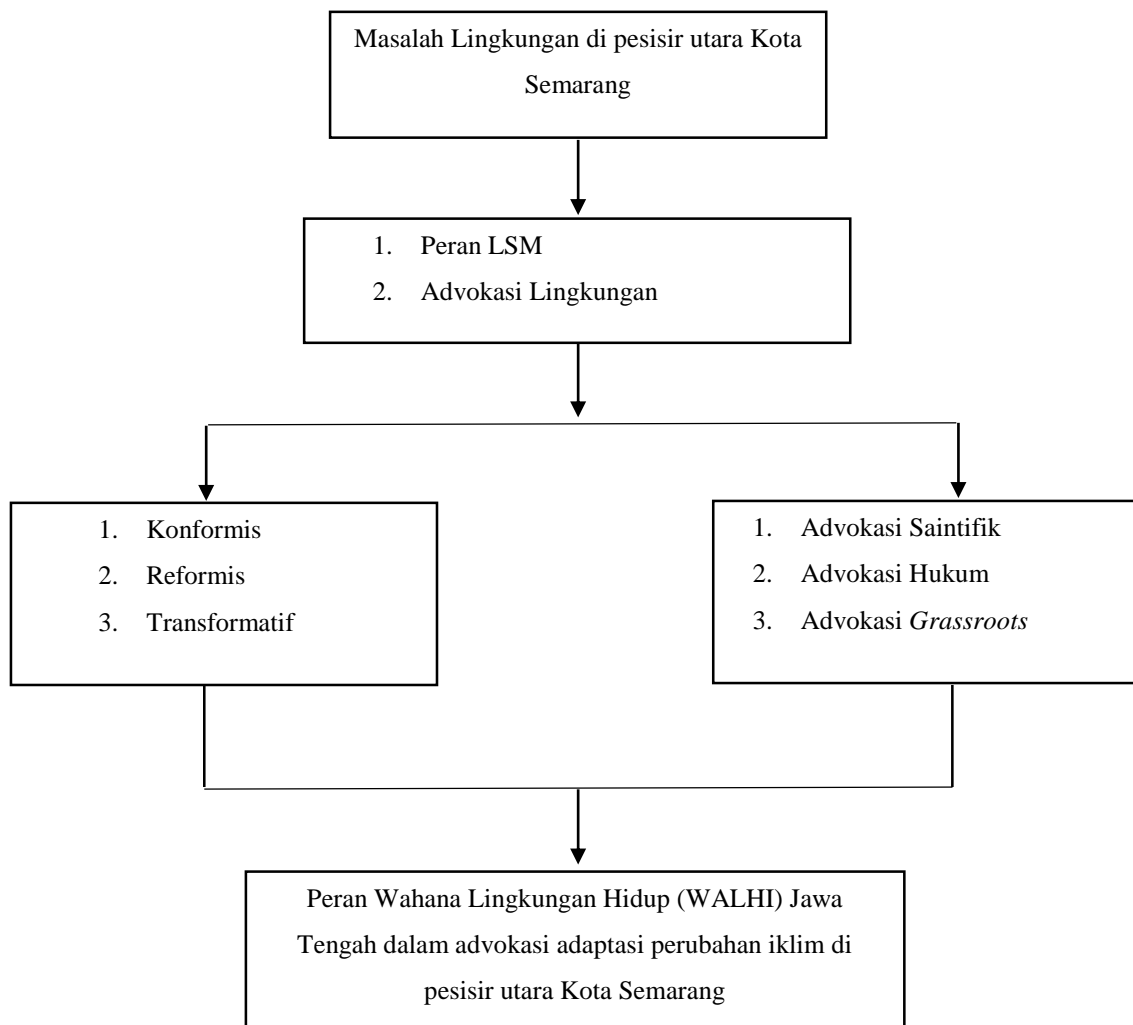 Masalah Lingkungan di pesisir utara Kota
Semarang
1. Peran LSM
2. Advokasi Lingkungan
1. Konformis
2. Reformis
3. Transformatif
1. Advokasi Saintifik
2. Advokasi Hukum
3. Advokasi Grassroots
Peran Wahana Lingkungan Hidup (WALHI) Jawa
Tengah dalam advokasi adaptasi perubahan iklim di
pesisir utara Kota Semarang